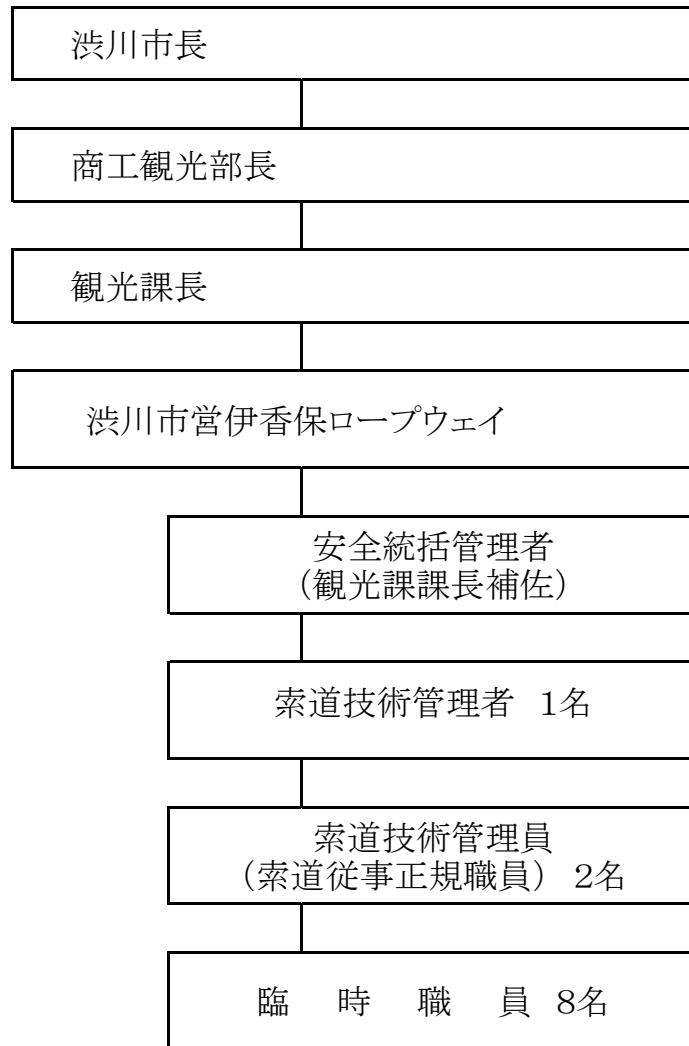 渋川市長
商工観光部長
観光課長
渋川市営伊香保ロープウェイ
安全統括管理者
（観光課課長補佐）
索道技術管理者　1名
索道技術管理員
（索道従事正規職員）　2名
臨　時　職　員　8名